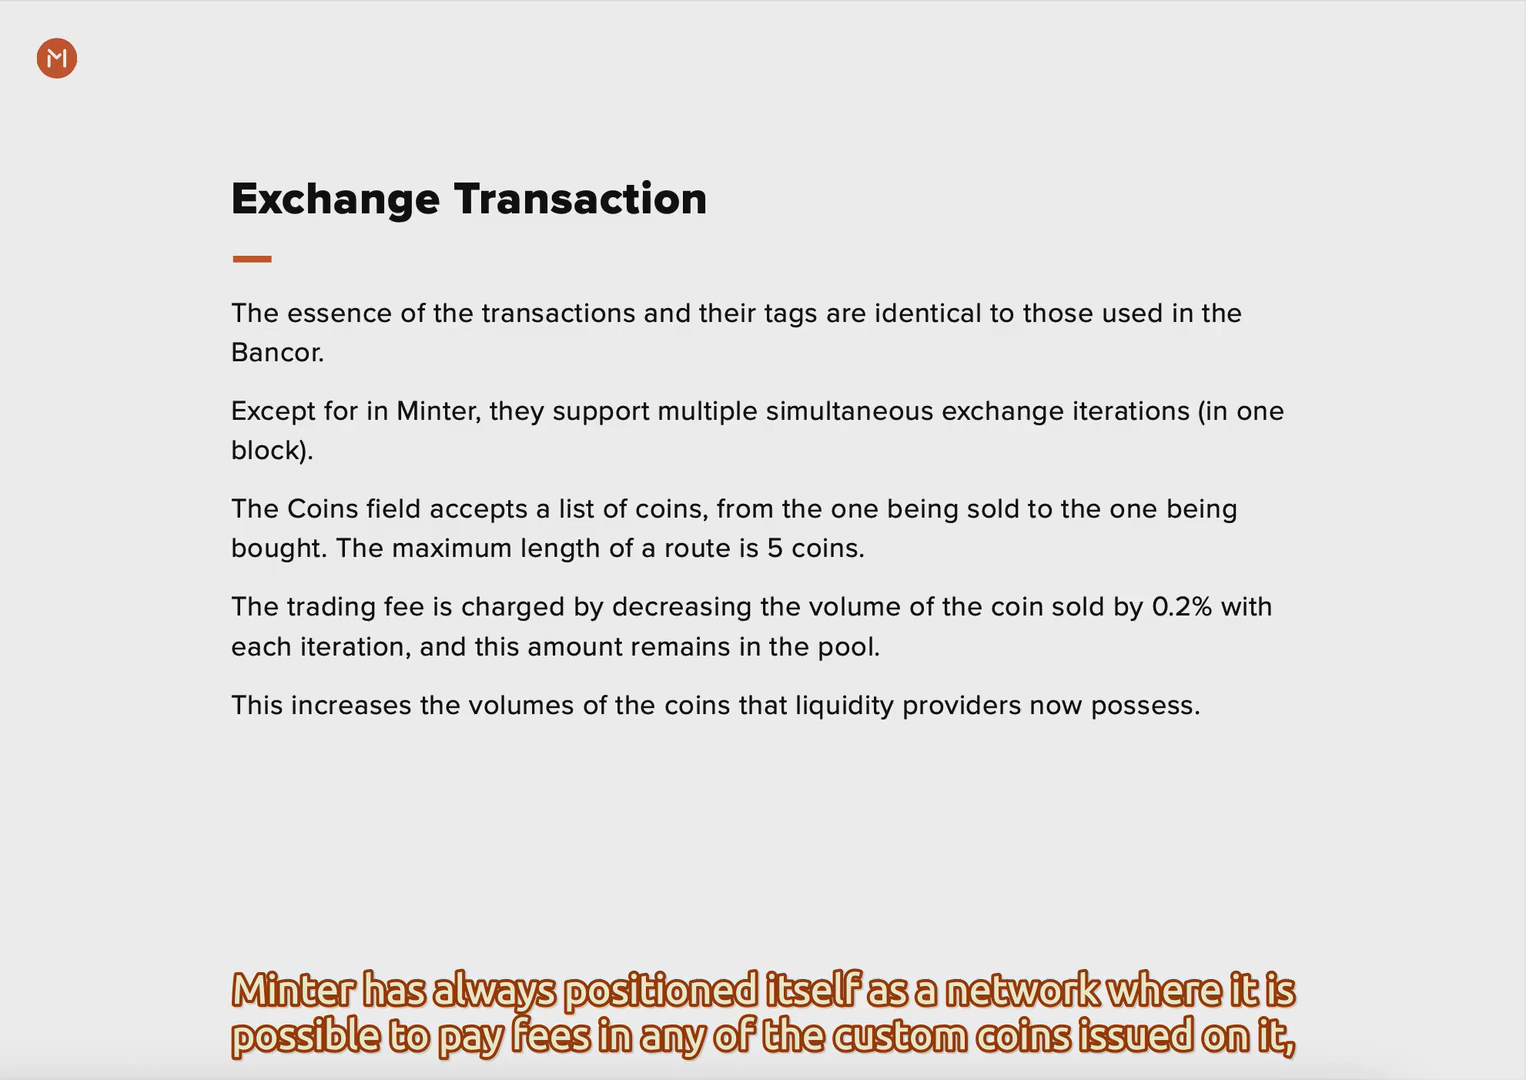 Exchange Transaction
The essence of the transactions and their tags are identical to those used in the
Bancor.
Except for in Minter, they support multiple simultaneous exchange iterations (in one
block).
The Coins field accepts a list of coins, from the one being sold to the one being
bought. The maximum length of a route is 5 coins.
The trading fee is charged by decreasing the volume of the coin sold by 0.2% with
each iteration, and this amount remains in the pool.
This increases the volumes of the coins that liquidity providers now possess.
Minter has always positioned itself as a network where it is
possible to pay fees in any of the custom coins issued on it,